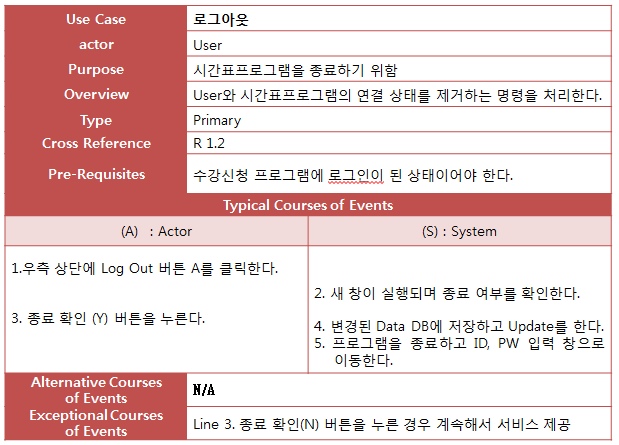 Use Case 로그아웃
actor User
Purpose 시간표프로그램을 종료하기 위함
Overview User와 시간표프로그램의 연결 상태를 제거하는 명령을 처리한다.
Type Primary
Cross Reference R 1.2
Pre-Requisites 수강신청 프로그램에 로그인이 된 상태이어야 한다.
Typical Courses of Events
(A) : Actor (S) : System
1.우측 상단에 Log Out 버튼 A를 클릭한다.
2. 새 창이 실행되며 종료 여부를 확인한다.
3. 종료 확인 (Y) 버튼을 누른다.
4. 변경된 Data DB에 저장하고 Update를 한다.
5. 프로그램을 종료하고 ID, PW 입력 창으로
이동한다.
Alternative Courses
of Events
N/A
Exceptional Courses
of Events
Line 3. 종료 확인(N) 버튼을 누른 경우 계속해서 서비스 제공